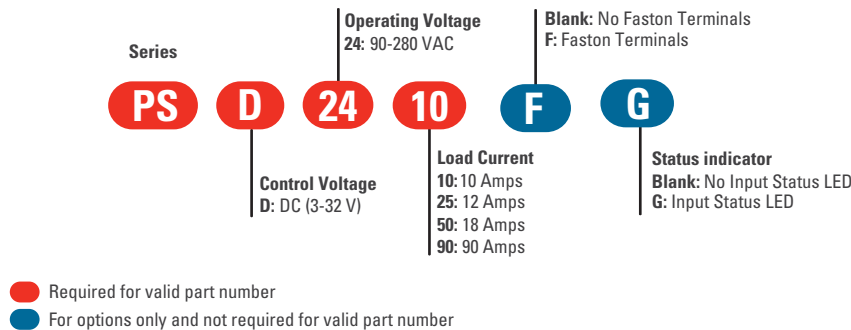 Operating Voltage
24: 90-280 VAC
Blank: No Faston Terminals
F: Faston Terminals
Series
PS D 24 10 F G
Control Voltage
D: DC (3-32 V)
Load Current
10: 10 Amps
25: 12 Amps
50: 18 Amps
90: 90 Amps
Status indicator
Blank: No Input Status LED
G: Input Status LED
Required for valid part number
For options only and not required for valid part number